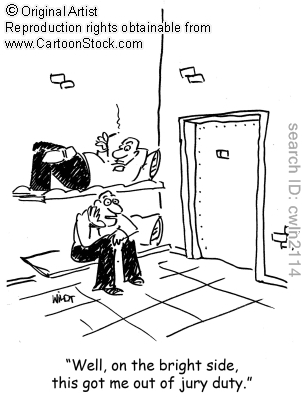 © Original Artist
Reproduction rights obtainable from
www.CartoonStock.com
search ID: cwln2114
WILDT
“Well, on the bright side,
this got me out of jury duty.”